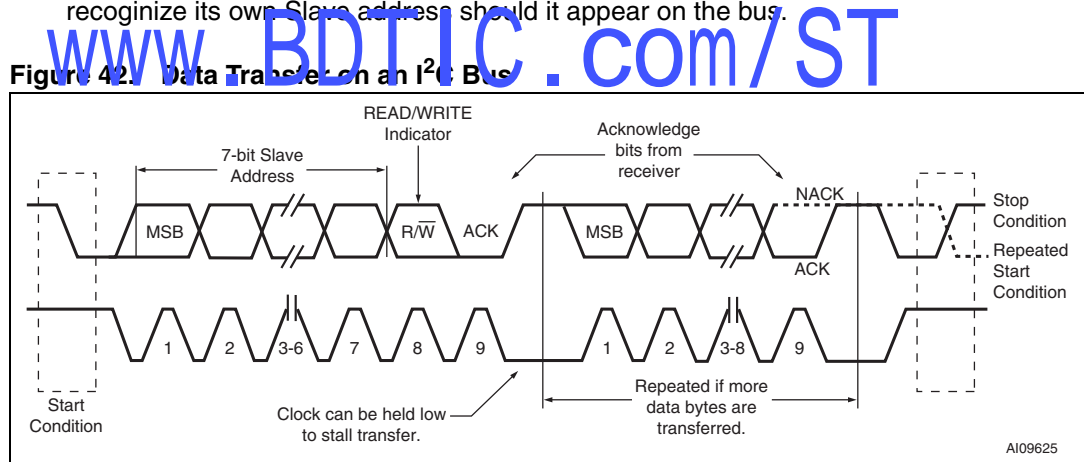 recoginize its own Slave address should it appear on the bus.
www.BDTIC.com/ST
Figure 42. Data Transfer on an I²C Bus
READ/WRITE
Indicator
Acknowledge
bits from
receiver
7-bit Slave
Address
NACK
Stop
Condition
MSB
R/W̅
ACK
MSB
ACK
Repeated
Start
Condition
1
2
3-6
7
8
9
1
2
3-8
9
Start
Condition
Clock can be held low
to stall transfer.
Repeated if more
data bytes are
transferred.
AI09625